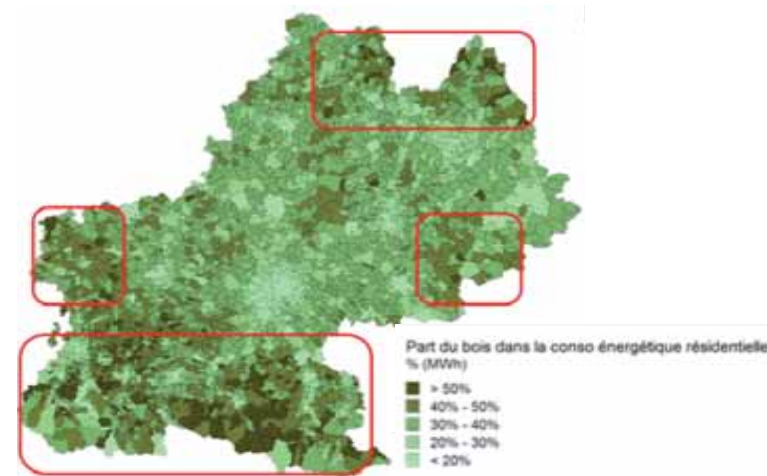 Part du bois dans la conso énergétique résidentielle
% (MWh)
> 50%
40% - 50%
30% - 40%
20% - 30%
< 20%